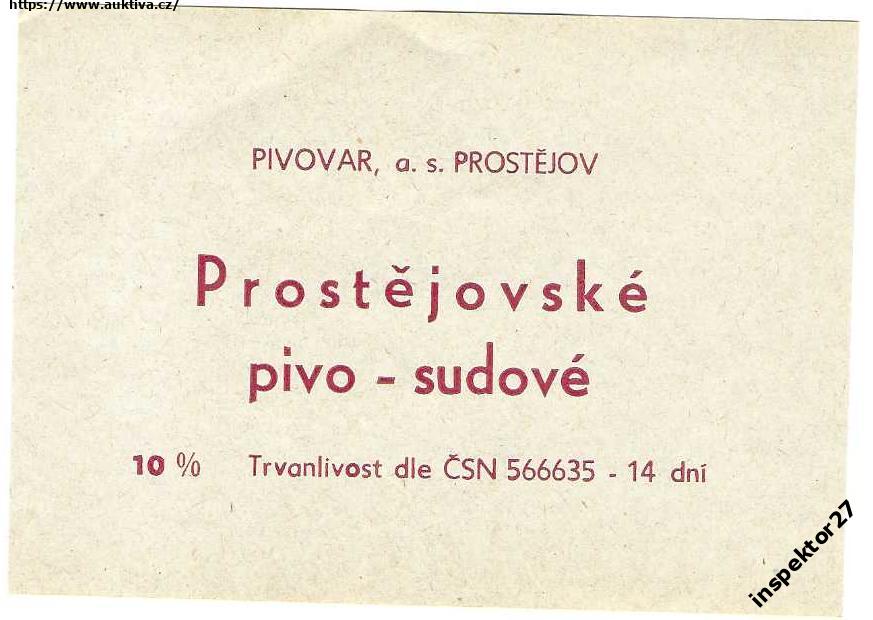 https://www.auktiva.cz/
PIVOVAR, a. s. PROSTĚJOV
Prostějovské
pivo - sudové
10 % Trvanlivost dle ČSN 566635 - 14 dní
inspektor27